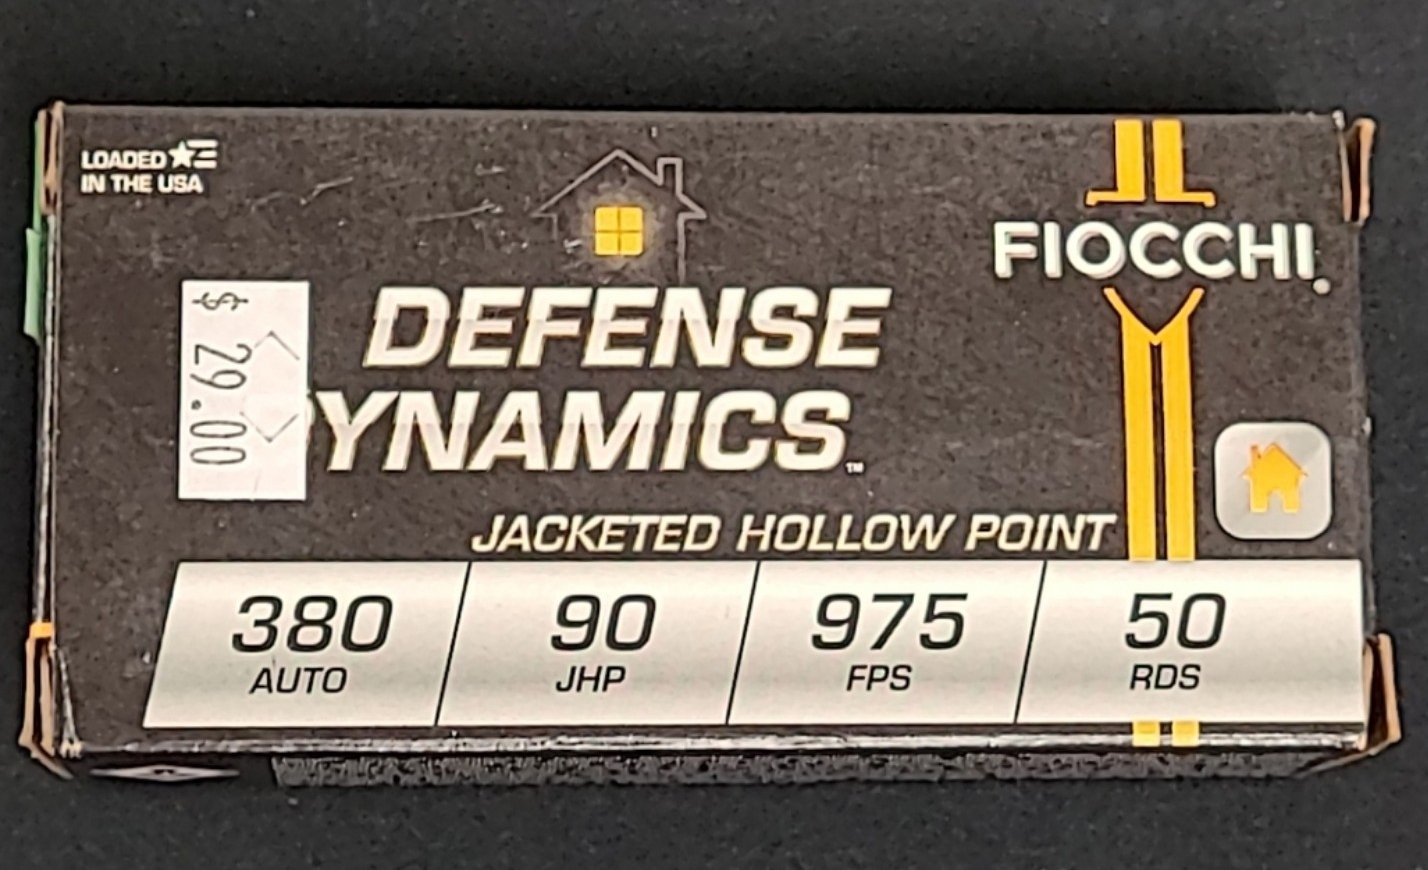 LOADED
IN THE USA
FIOCCHI.
$ 29.00
DEFENSE
DYNAMICS™
JACKETED HOLLOW POINT
380 90 975 50
AUTO JHP FPS RDS